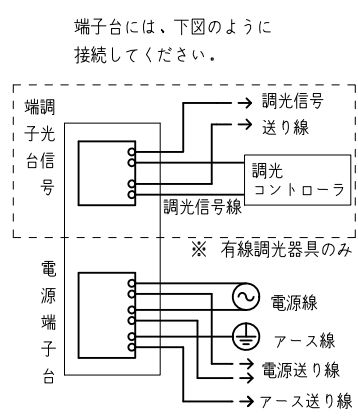 端子台には、下図のように
接続してください。
調光信号
端子台
調光信号
送り線
調光
コントローラ
調光信号線
※ 有線調光器具のみ
電源端子台
電源線
アース線
電源送り線
アース送り線